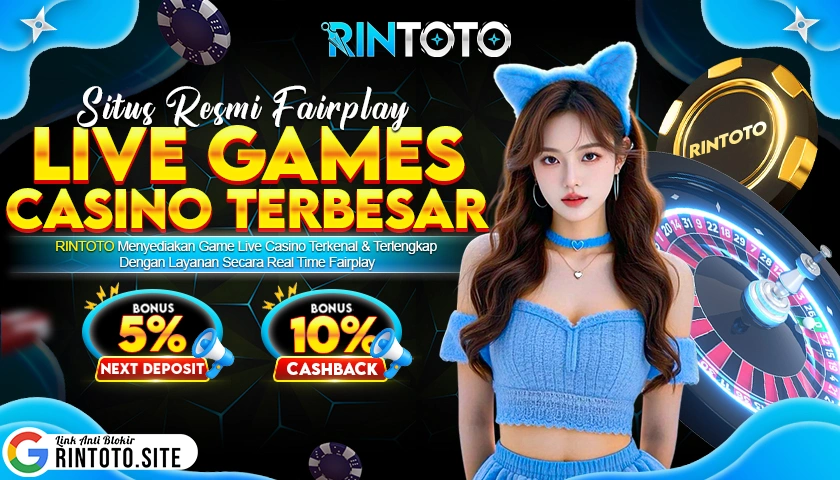 RINTOTO
Situs Resmi Fairplay
LIVE GAMES
CASINO TERBESAR
RINTOTO Menyediakan Game Live Casino Terkenal & Terlengkap
Dengan Layanan Secara Real Time Fairplay
BONUS
5%
NEXT DEPOSIT
BONUS
10%
CASHBACK
RINTOTO
Link Anti Blokir
RINTOTO.SITE